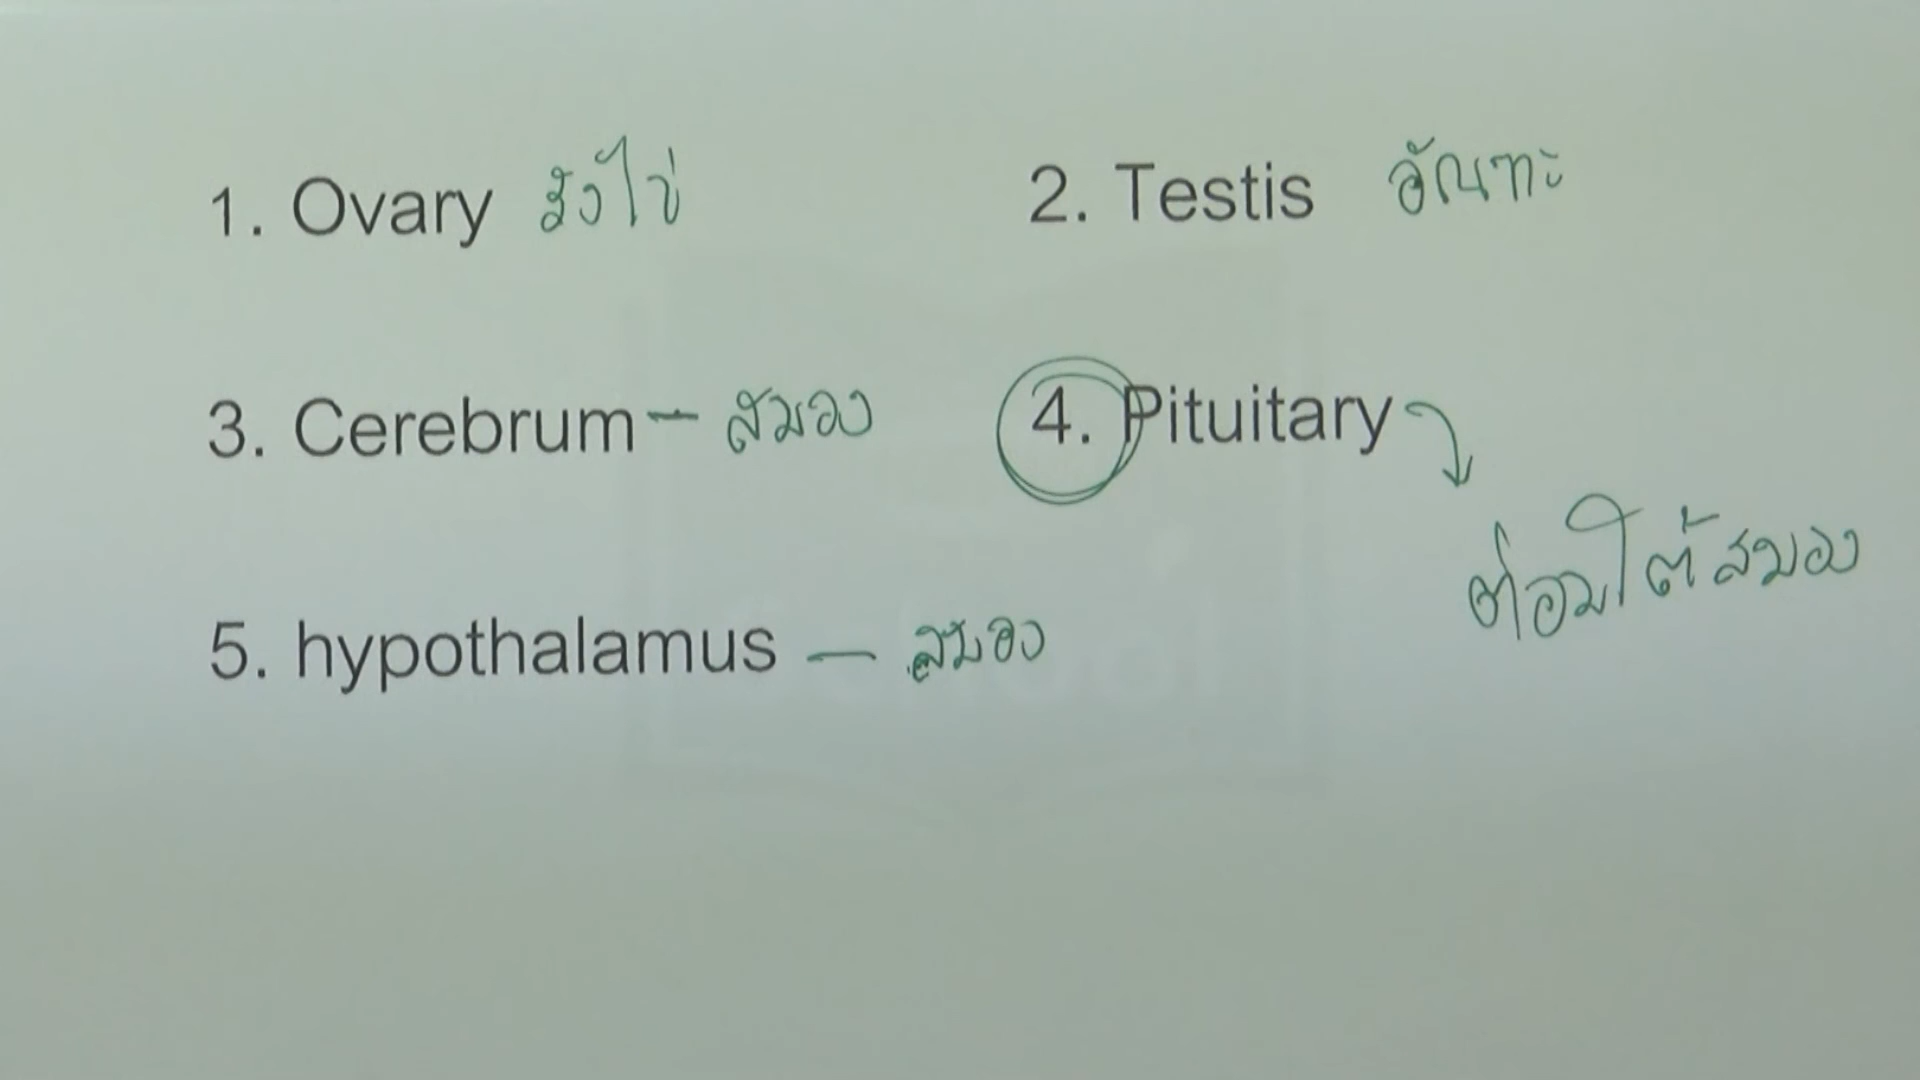 1. Ovary รังไข่
2. Testis อัณฑะ
3. Cerebrum - สมอง
4. Pituitary
ต่อมใต้สมอง
5. hypothalamus - สมอง